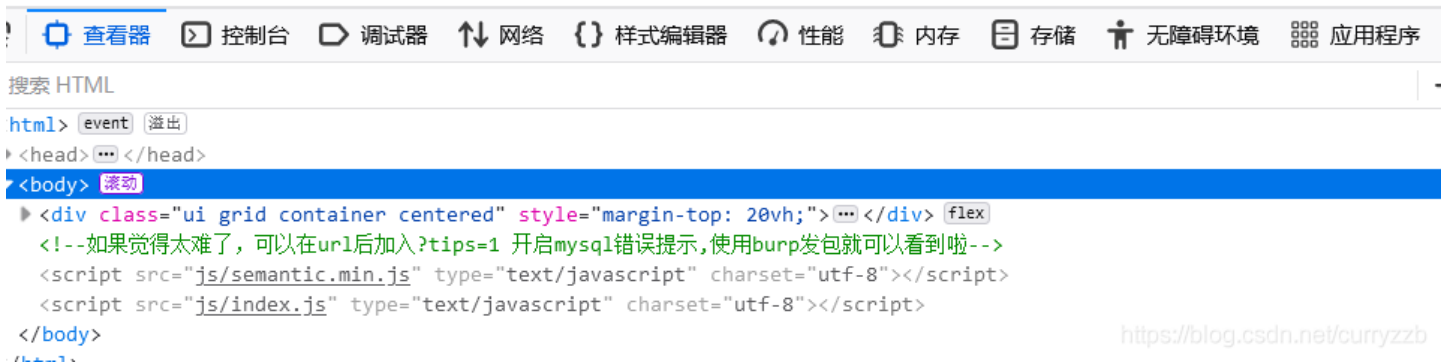 查看器 控制台 调试器 网络 {} 样式编辑器 性能 内存 存储 无障碍环境 应用程序
搜索 HTML
html> event 溢出
<head>···</head>
<body> 滚动
<div class="ui grid container centered" style="margin-top: 20vh;">···</div> flex
<!--如果觉得太难了，可以在url后加入?tips=1 开启mysql错误提示,使用burp发包就可以看到啦-->
<script src="js/semantic.min.js" type="text/javascript" charset="utf-8"></script>
<script src="js/index.js" type="text/javascript" charset="utf-8"></script>
</body>
https://blog.csdn.net/curryzzb